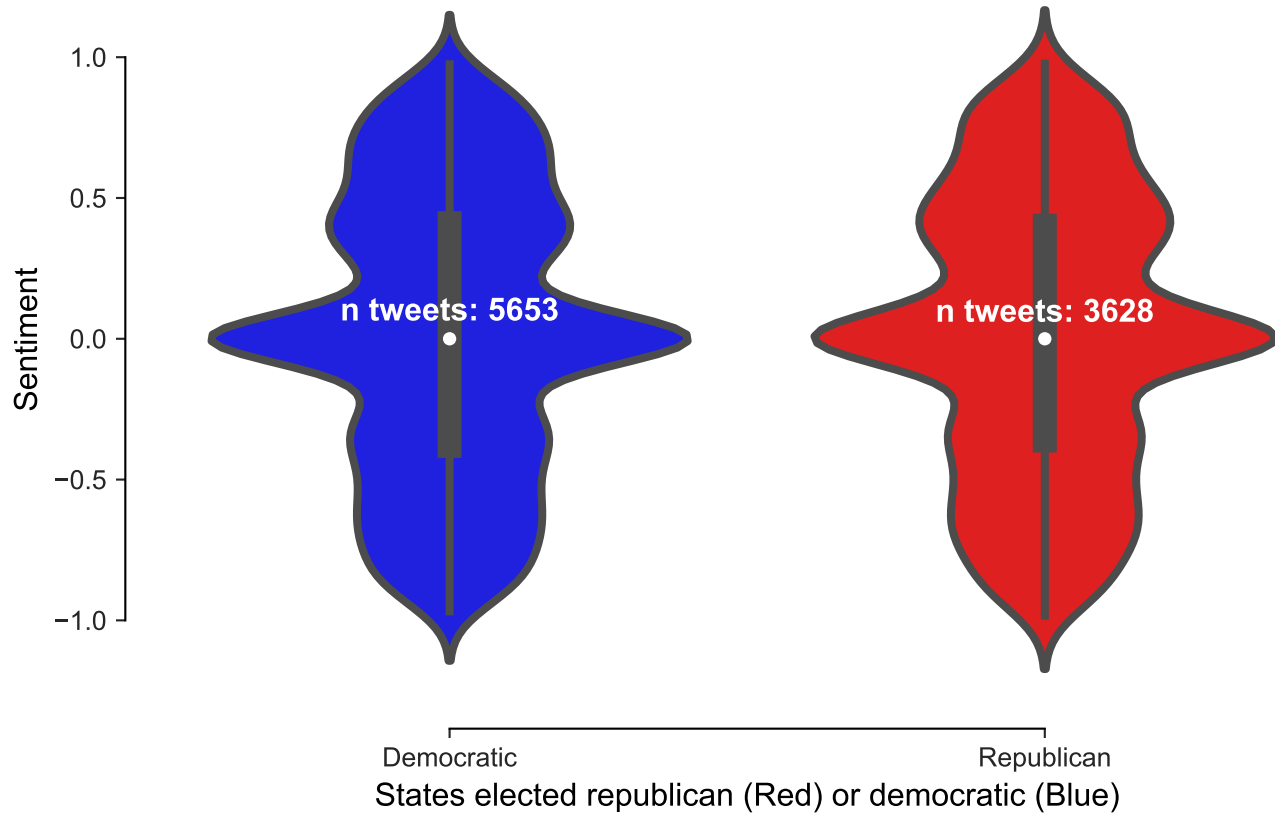 1.0
0.5
0.0
−0.5
−1.0
Sentiment
n tweets: 5653
n tweets: 3628
Democratic
Republican
States elected republican (Red) or democratic (Blue)